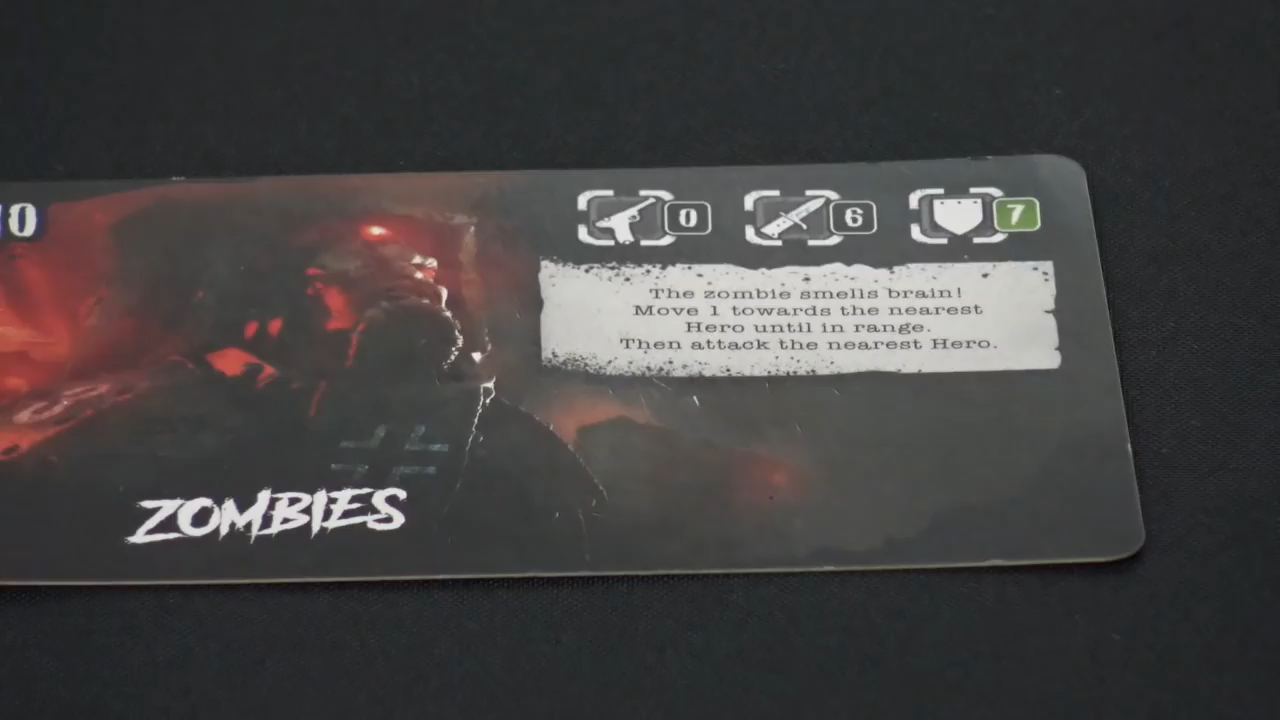 0
0 6 7
The zombie smells brain!
Move 1 towards the nearest
Hero until in range.
Then attack the nearest Hero.
ZOMBIES